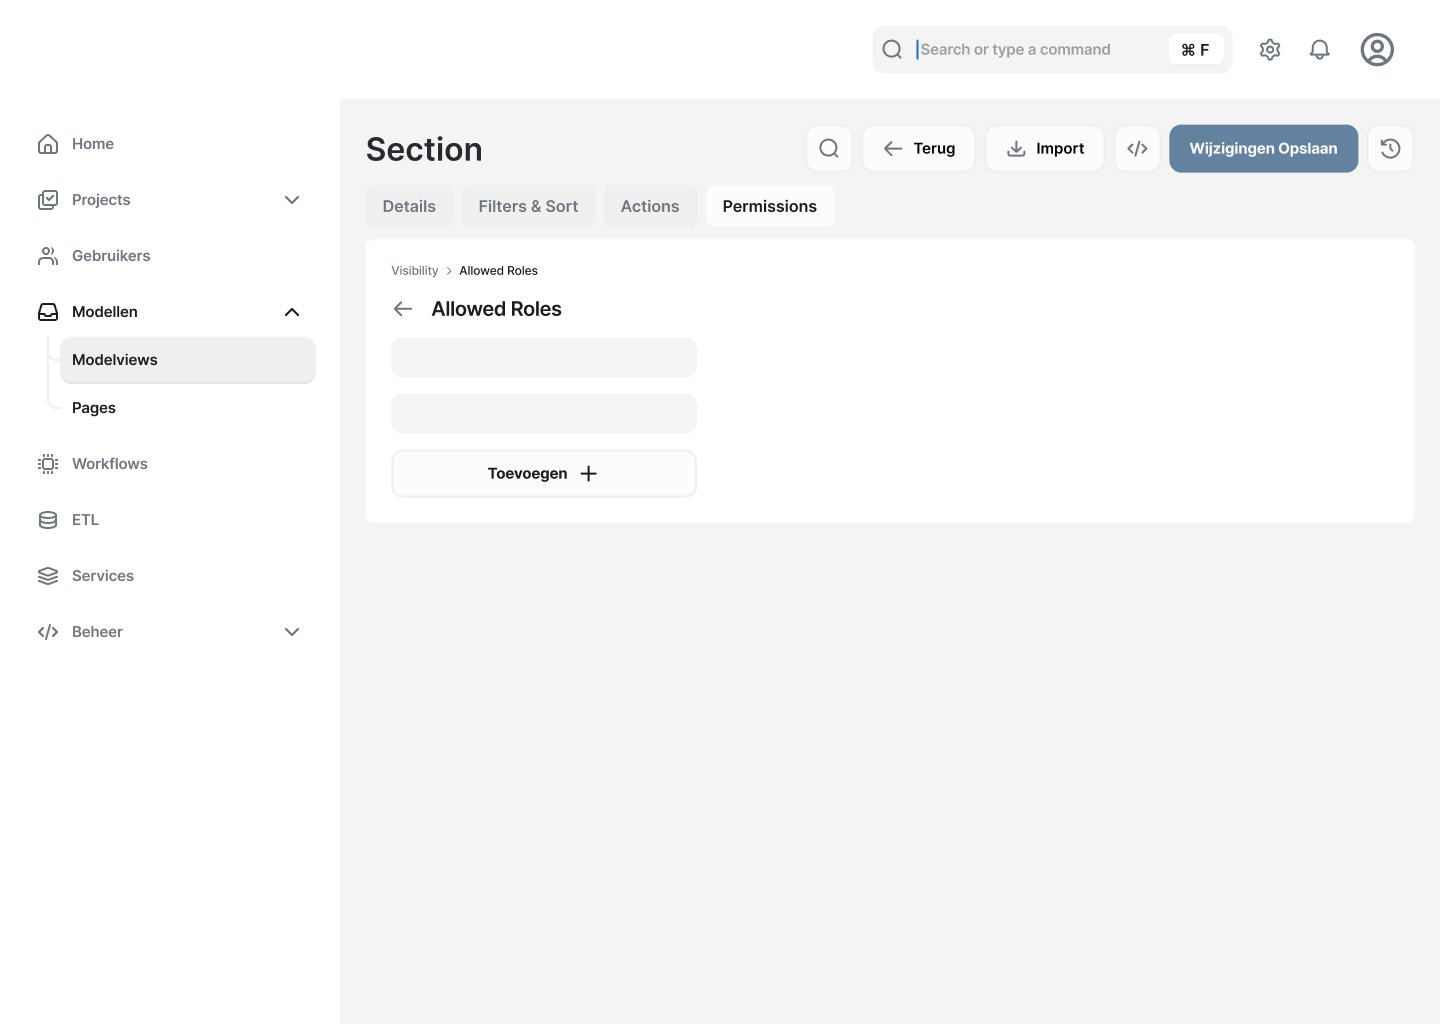 Search or type a command
⌘ F
Home
Projects
Gebruikers
Modellen
Modelviews
Pages
Workflows
ETL
Services
Beheer
Section
Terug
Import
Wijzigingen Opslaan
Details
Filters & Sort
Actions
Permissions
Visibility > Allowed Roles
Allowed Roles
Toevoegen